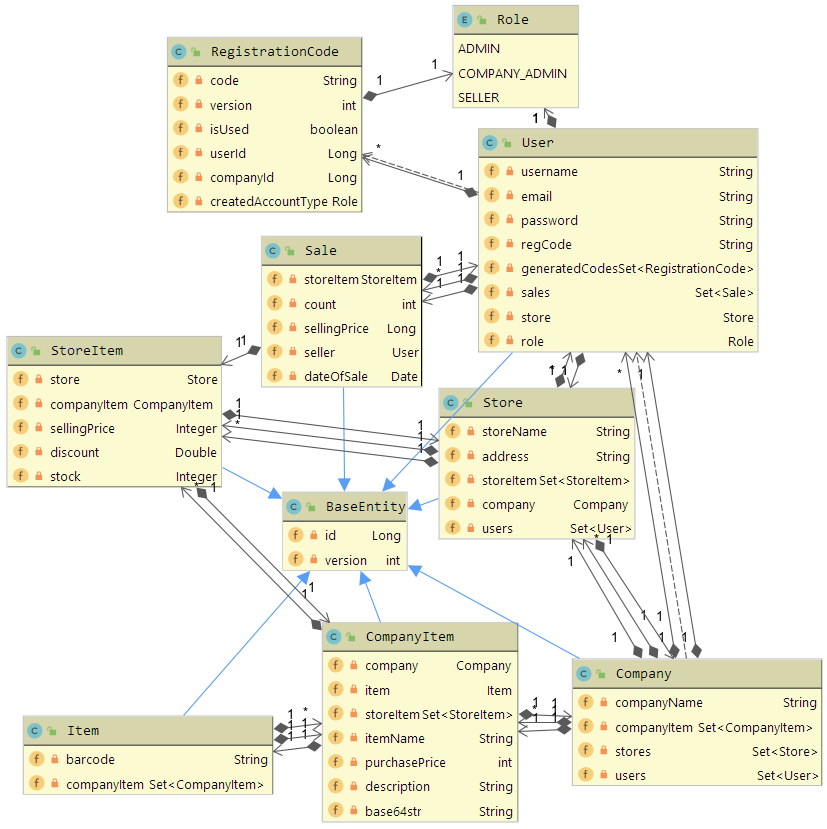 E Role
ADMIN
COMPANY_ADMIN
SELLER
C RegistrationCode
f code String
f version int
f isUsed boolean
f userId Long
f companyId Long
f createdAccountType Role
1
1
1
C User
f username String
f email String
f password String
f regCode String
f generatedCodesSet<RegistrationCode>
f sales Set<Sale>
f store Store
f role Role
*
1
C Sale
f storeItem StoreItem
f count int
f sellingPrice Long
f seller User
f dateOfSale Date
C StoreItem
f store Store
f companyItem CompanyItem
f sellingPrice Integer
f discount Double
f stock Integer
C Store
f storeName String
f address String
f storeItem Set<StoreItem>
f company Company
f users Set<User>
C BaseEntity
f id Long
f version int
C CompanyItem
f company Company
f item Item
f storeItem Set<StoreItem>
f itemName String
f purchasePrice int
f description String
f base64str String
C Company
f companyName String
f companyItem Set<CompanyItem>
f stores Set<Store>
f users Set<User>
C Item
f barcode String
f companyItem Set<CompanyItem>